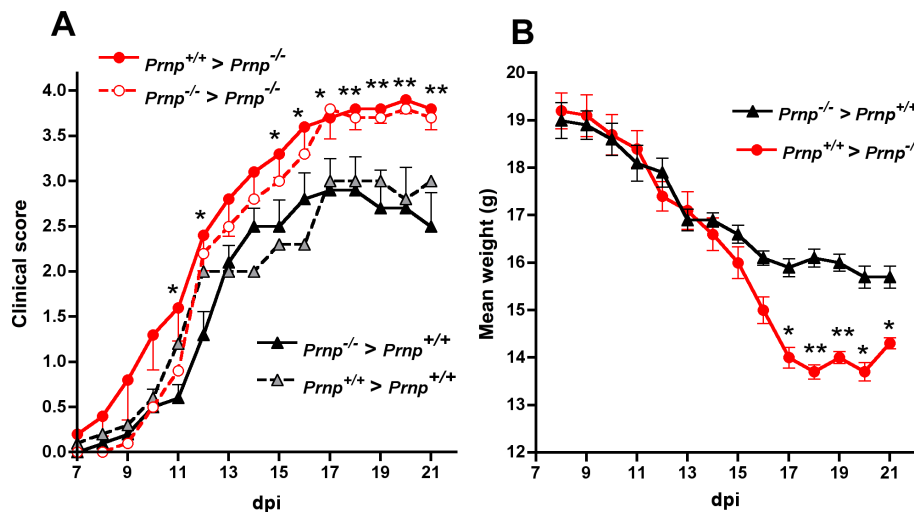 A
Prnp+/+ > Prnp-/-
Prnp-/- > Prnp-/-
4.0
3.5
3.0
2.5
2.0
1.5
1.0
0.5
0.0
Clinical score
* * * * * ** ** ** **
Prnp-/- > Prnp+/+
Prnp+/+ > Prnp+/+
7 9 11 13 15 17 19 21
dpi
B
20
19
18
17
16
15
14
13
12
Mean weight (g)
Prnp-/- > Prnp+/+
Prnp+/+ > Prnp-/
* ** ** * *
7 9 11 13 15 17 19 21
dpi